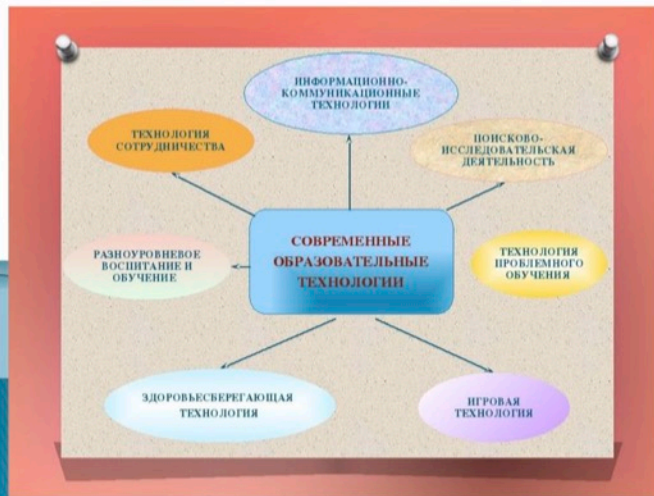 ИНФОРМАЦИОННО-
КОММУНИКАЦИОННЫЕ
ТЕХНОЛОГИИ
ТЕХНОЛОГИЯ
СОТРУДНИЧЕСТВА
ПОИСКОВО-
ИССЛЕДОВАТЕЛЬСКАЯ
ДЕЯТЕЛЬНОСТЬ
СОВРЕМЕННЫЕ
ОБРАЗОВАТЕЛЬНЫЕ
ТЕХНОЛОГИИ
РАЗНОУРОВНЕВОЕ
ВОСПИТАНИЕ И
ОБУЧЕНИЕ
ТЕХНОЛОГИЯ
ПРОБЛЕМНОГО
ОБУЧЕНИЯ
ЗДОРОВЬЕСБЕРЕГАЮЩАЯ
ТЕХНОЛОГИЯ
ИГРОВАЯ
ТЕХНОЛОГИЯ